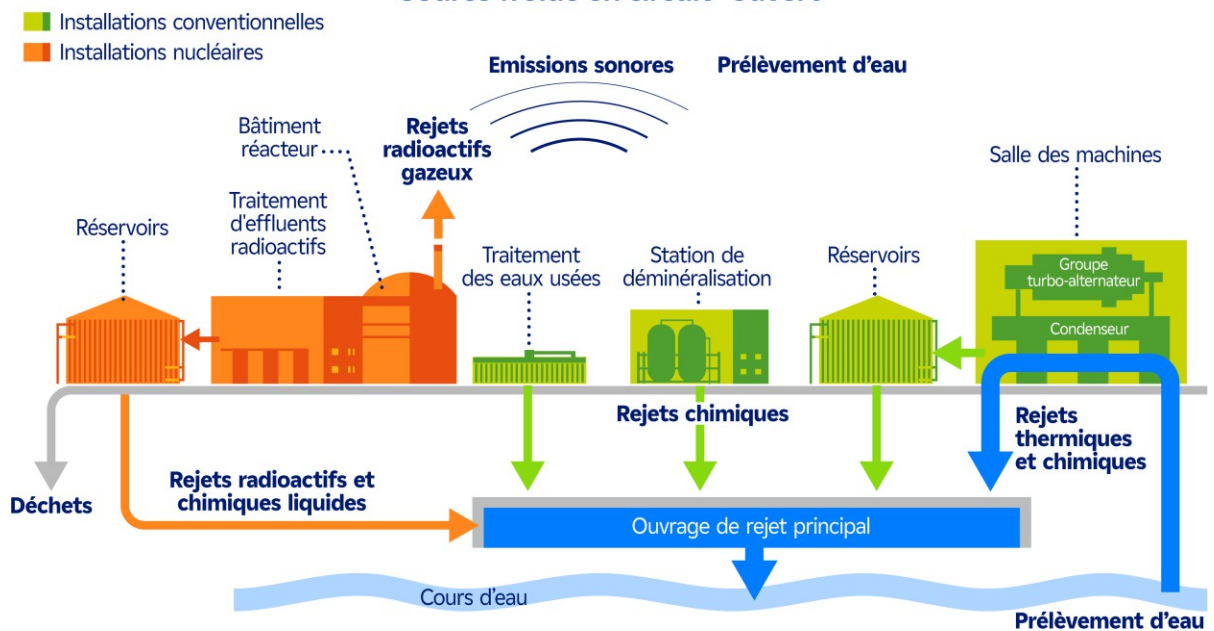 Installations conventionnelles
Installations nucléaires
Emissions sonores
Prélèvement d'eau
Bâtiment
réacteur
Rejets
radioactifs
gazeux
Salle des machines
Traitement
d'effluents
radioactifs
Réservoirs
Traitement
des eaux usées
Station de
déminéralisation
Réservoirs
Groupe
turbo-alternateur
Condenseur
Rejets chimiques
Rejets
thermiques
et chimiques
Déchets
Rejets radioactifs et
chimiques liquides
Ouvrage de rejet principal
Cours d'eau
Prélèvement d'eau